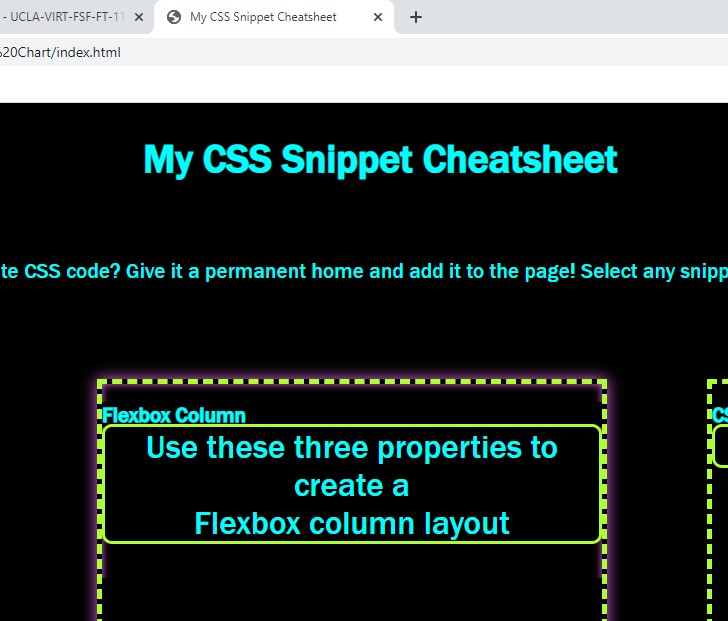 - UCLA-VIRT-FSF-FT-11
My CSS Snippet Cheatsheet
%20Chart/index.html
My CSS Snippet Cheatsheet
te CSS code? Give it a permanent home and add it to the page! Select any snipp
Flexbox Column
CS
Use these three properties to
create a
Flexbox column layout